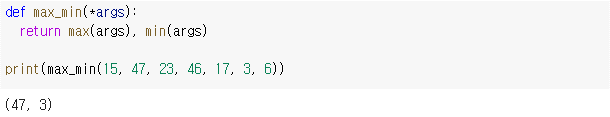 def max_min(*args):
  return max(args), min(args)
print(max_min(15, 47, 23, 46, 17, 3, 6))
(47, 3)